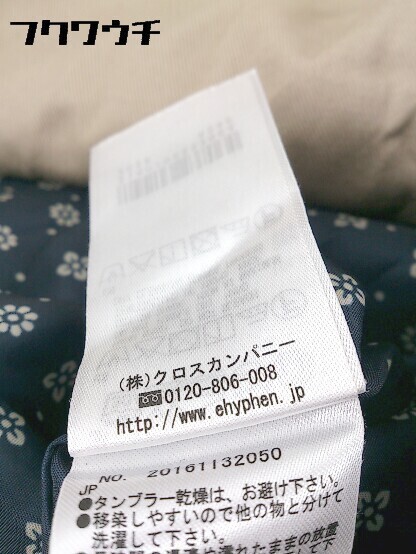 フクワウチ
(株)クロスカンパニー
0120-806-008
http://www.ehyphen.jp
NO. 20161132050
JP
●タンブラー乾燥は、お避け下さい。
●移染しやすいので他の物と分けて
洗濯して下さい。